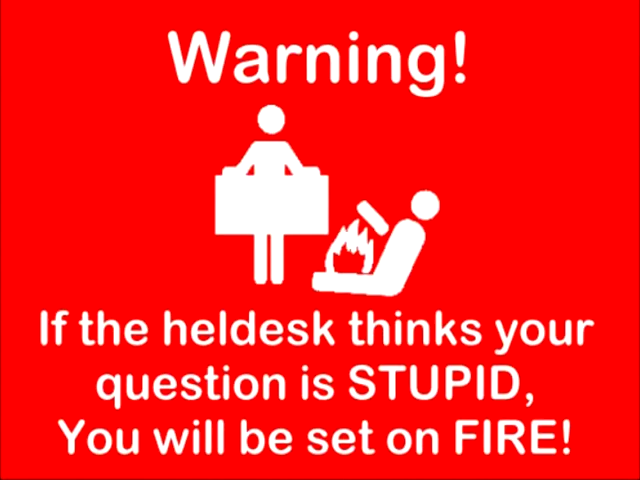 Warning!
If the heldesk thinks your
question is STUPID,
You will be set on FIRE!